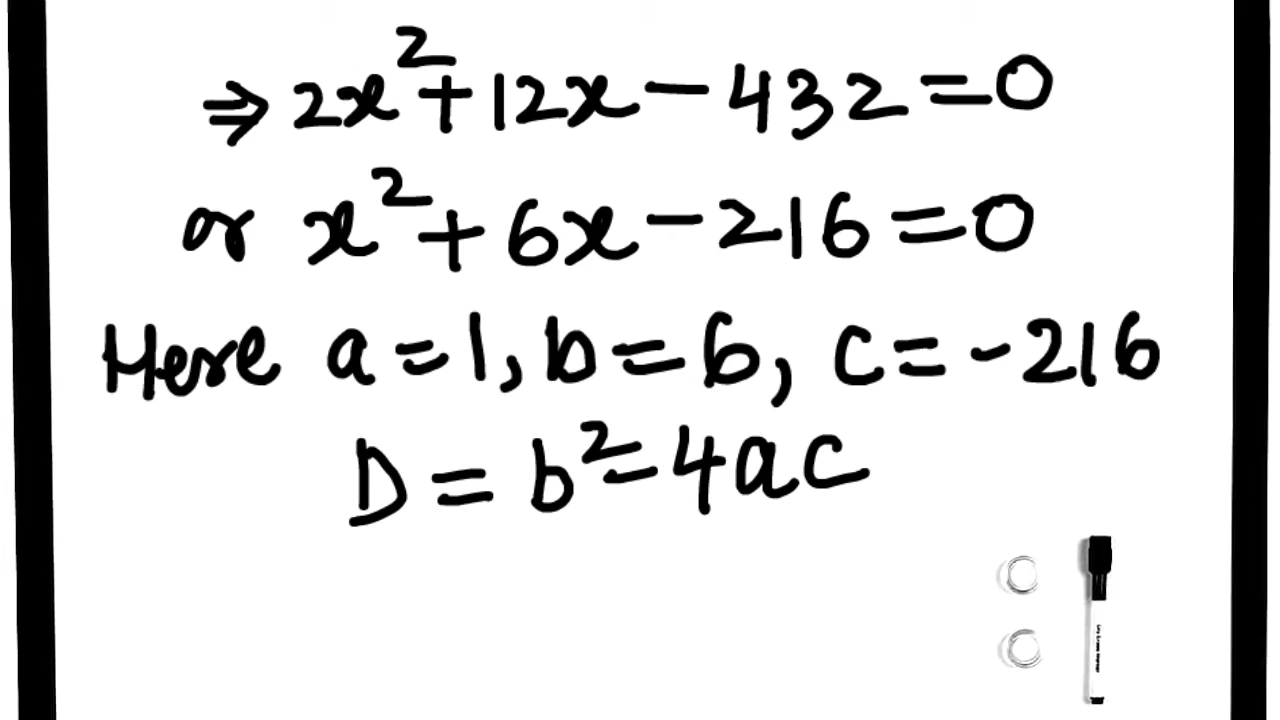 ⇒ 2x² + 12x − 432 = 0
or x² + 6x − 216 = 0
Here a = 1, b = 6, c = -216
D = b² − 4ac